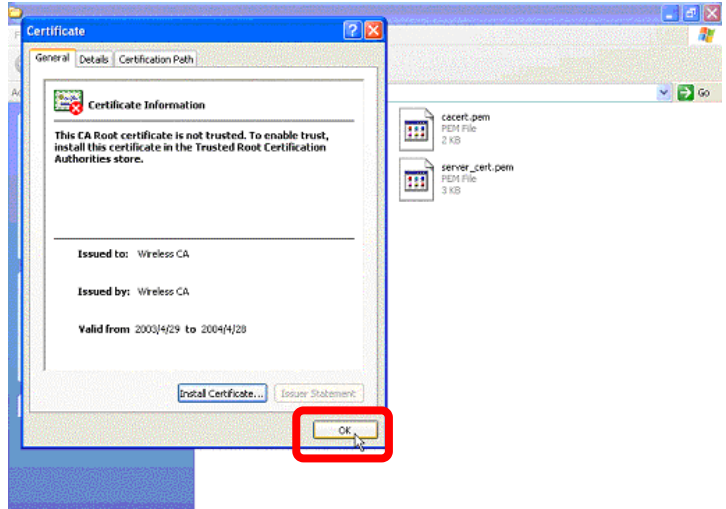 Certificate
General Details Certification Path
Certificate Information
This CA Root certificate is not trusted. To enable trust,
install this certificate in the Trusted Root Certification
Authorities store.
Issued to: Wireless CA
Issued by: Wireless CA
Valid from 2003/4/29 to 2004/4/28
Install Certificate... Issuer Statement
OK
Go
cacert.pem
PEM File
2 KB
server_cert.pem
PEM File
3 KB